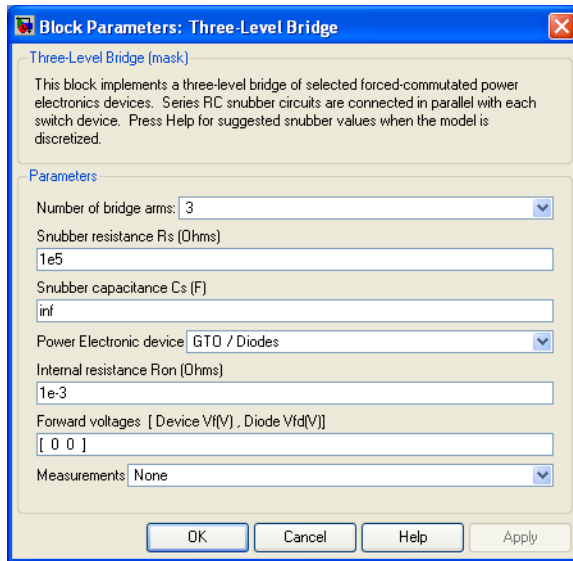 Block Parameters: Three-Level Bridge
Three-Level Bridge (mask)
This block implements a three-level bridge of selected forced-commutated power
electronics devices. Series RC snubber circuits are connected in parallel with each
switch device. Press Help for suggested snubber values when the model is
discretized.
Parameters
Number of bridge arms: 3
Snubber resistance Rs (Ohms)
1e5
Snubber capacitance Cs (F)
inf
Power Electronic device GTO / Diodes
Internal resistance Ron (Ohms)
1e-3
Forward voltages [ Device Vf(V) , Diode Vfd(V)]
[ 0 0 ]
Measurements None
OK Cancel Help Apply